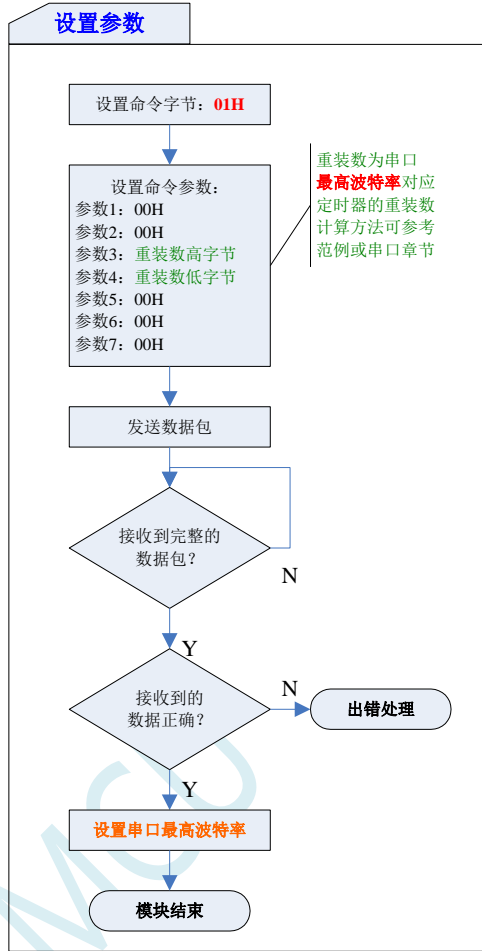 设置参数
设置命令字节：01H
设置命令参数：
参数1：00H
参数2：00H
参数3：重装数高字节
参数4：重装数低字节
参数5：00H
参数6：00H
参数7：00H
重装数为串口
最高波特率对应
定时器的重装数
计算方法可参考
范例或串口章节
发送数据包
接收到完整的
数据包？
N
Y
接收到的
数据正确？
N
出错处理
Y
设置串口最高波特率
模块结束
MCU